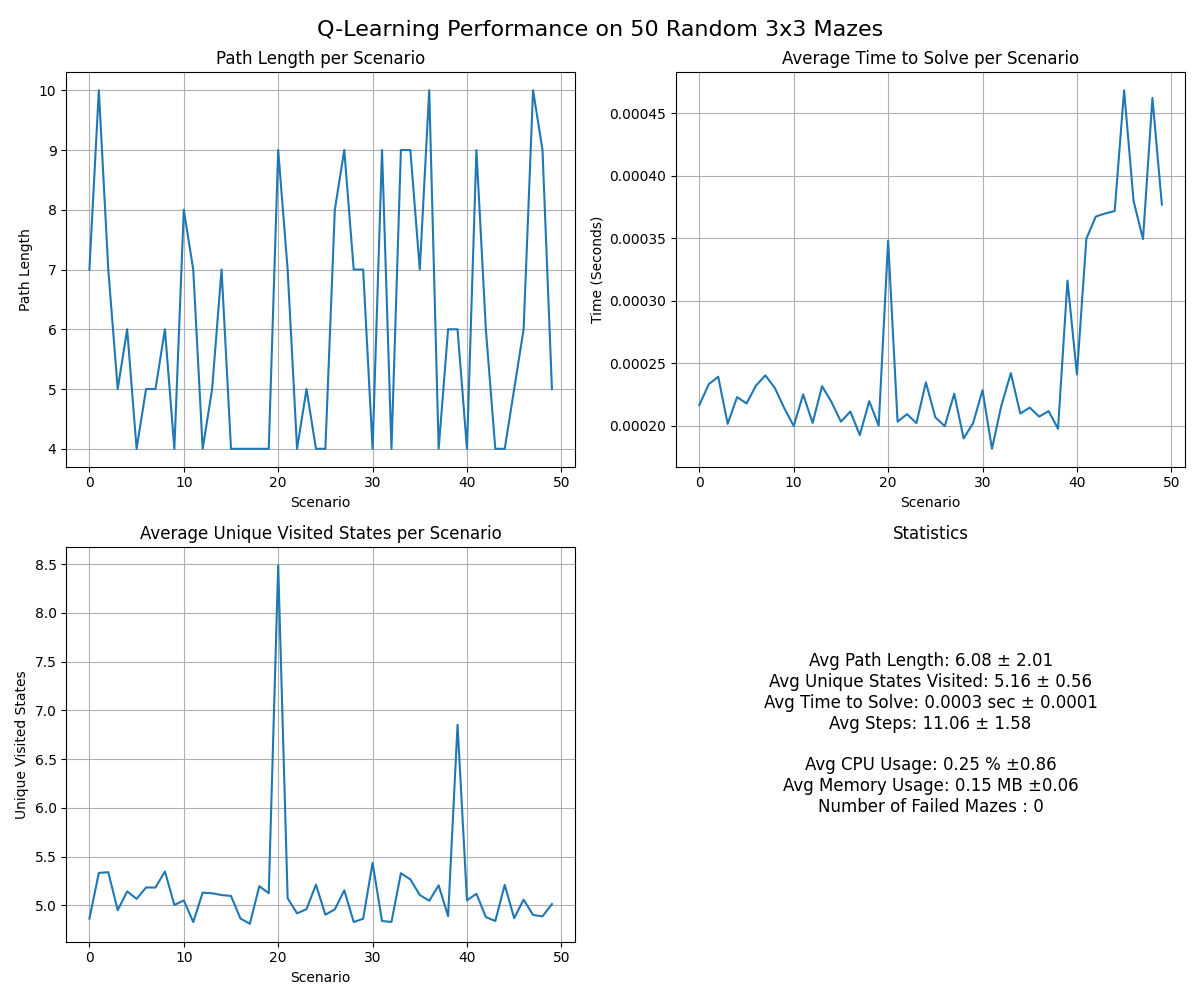 Q-Learning Performance on 50 Random 3x3 Mazes
Path Length per Scenario
10
9
8
7
6
5
4
Path Length
0 10 20 30 40 50
Scenario
Average Time to Solve per Scenario
0.00045
0.00040
0.00035
0.00030
0.00025
0.00020
Time (Seconds)
0 10 20 30 40 50
Scenario
Average Unique Visited States per Scenario
8.5
8.0
7.5
7.0
6.5
6.0
5.5
5.0
Unique Visited States
0 10 20 30 40 50
Scenario
Statistics
Avg Path Length: 6.08 ± 2.01
Avg Unique States Visited: 5.16 ± 0.56
Avg Time to Solve: 0.0003 sec ± 0.0001
Avg Steps: 11.06 ± 1.58
Avg CPU Usage: 0.25 % ±0.86
Avg Memory Usage: 0.15 MB ±0.06
Number of Failed Mazes : 0